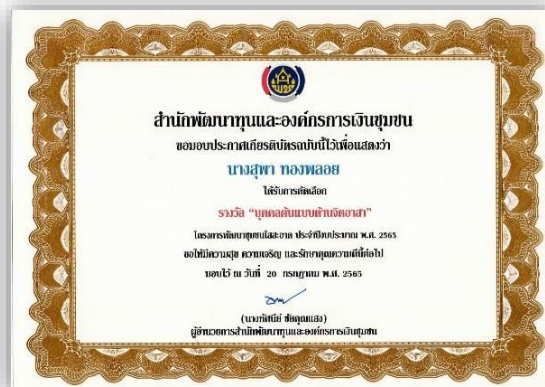 พช
สำนักพัฒนาทุนและองค์กรการเงินชุมชน
ขอมอบประกาศเกียรติบัตรฉบับนี้ไว้เพื่อแสดงว่า
นางสุพา ทองพลอย
ได้รับการคัดเลือก
รางวัล “บุคคลต้นแบบด้านจิตอาสา”
โครงการพัฒนาชุมชนใสสะอาด ประจำปีงบประมาณ พ.ศ. 2565
ขอให้มีความสุข ความเจริญ และรักษาคุณความดีนี้ต่อไป
มอบไว้ ณ วันที่ 20 กรกฎาคม พ.ศ. 2565
(นางทัศนีย์ ชัยคุณแสง)
ผู้อำนวยการสำนักพัฒนาทุนและองค์กรการเงินชุมชน